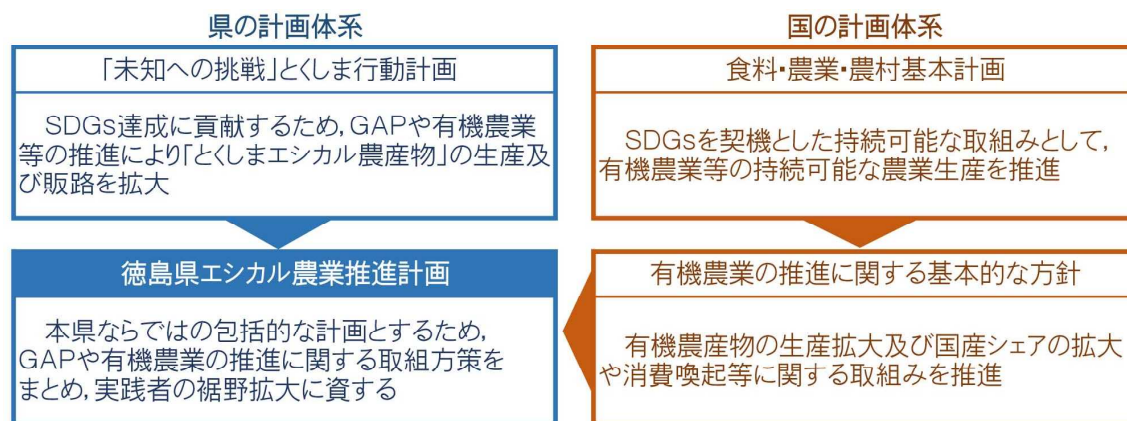 県の計画体系
「未知への挑戦」とくしま行動計画
SDGs達成に貢献するため,GAPや有機農業
等の推進により「とくしまエシカル農産物」の生産及
び販路を拡大
徳島県エシカル農業推進計画
本県ならではの包括的な計画とするため,
GAPや有機農業の推進に関する取組方策を
まとめ,実践者の裾野拡大に資する
国の計画体系
食料・農業・農村基本計画
SDGsを契機とした持続可能な取組みとして,
有機農業等の持続可能な農業生産を推進
有機農業の推進に関する基本的な方針
有機農産物の生産拡大及び国産シェアの拡大
や消費喚起等に関する取組みを推進